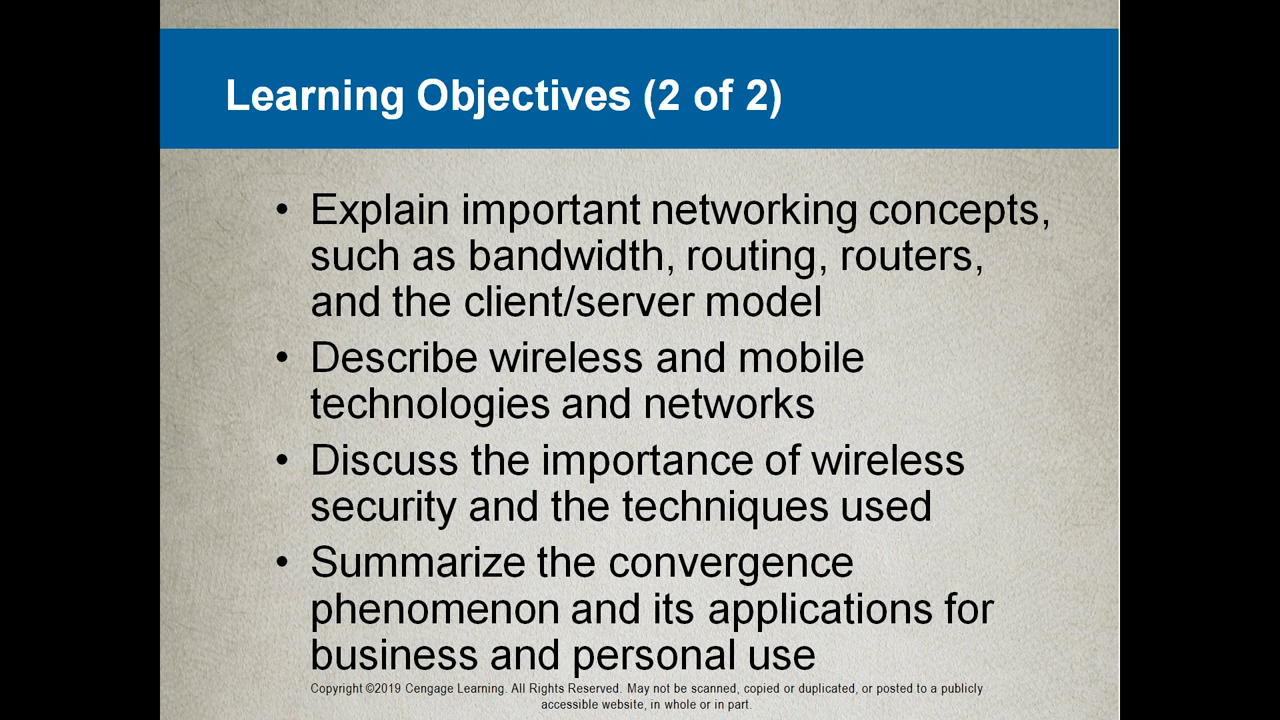 Learning Objectives (2 of 2)
• Explain important networking concepts,
such as bandwidth, routing, routers,
and the client/server model
• Describe wireless and mobile
technologies and networks
• Discuss the importance of wireless
security and the techniques used
• Summarize the convergence
phenomenon and its applications for
business and personal use
Copyright ©2019 Cengage Learning. All Rights Reserved. May not be scanned, copied or duplicated, or posted to a publicly
accessible website, in whole or in part.